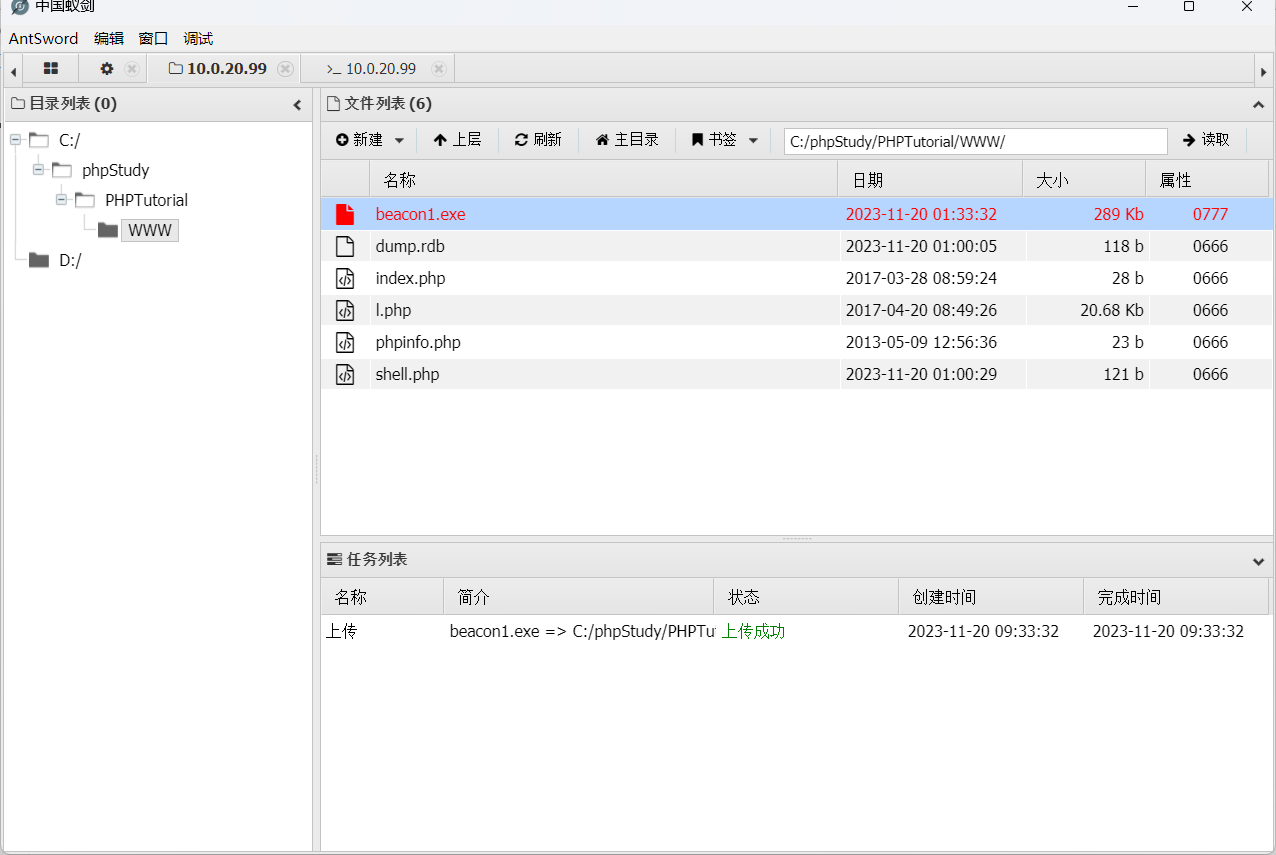 中国蚁剑
AntSword 编辑 窗口 调试
10.0.20.99 >_ 10.0.20.99
目录列表 (0)
C:/
phpStudy
PHPTutorial
WWW
D:/
文件列表 (6)
新建 上层 刷新 主目录 书签 C:/phpStudy/PHPTutorial/WWW/ 读取
名称 日期 大小 属性
beacon1.exe 2023-11-20 01:33:32 289 Kb 0777
dump.rdb 2023-11-20 01:00:05 118 b 0666
index.php 2017-03-28 08:59:24 28 b 0666
l.php 2017-04-20 08:49:26 20.68 Kb 0666
phpinfo.php 2013-05-09 12:56:36 23 b 0666
shell.php 2023-11-20 01:00:29 121 b 0666
任务列表
名称 简介 状态 创建时间 完成时间
上传 beacon1.exe => C:/phpStudy/PHPTu 上传成功 2023-11-20 09:33:32 2023-11-20 09:33:32